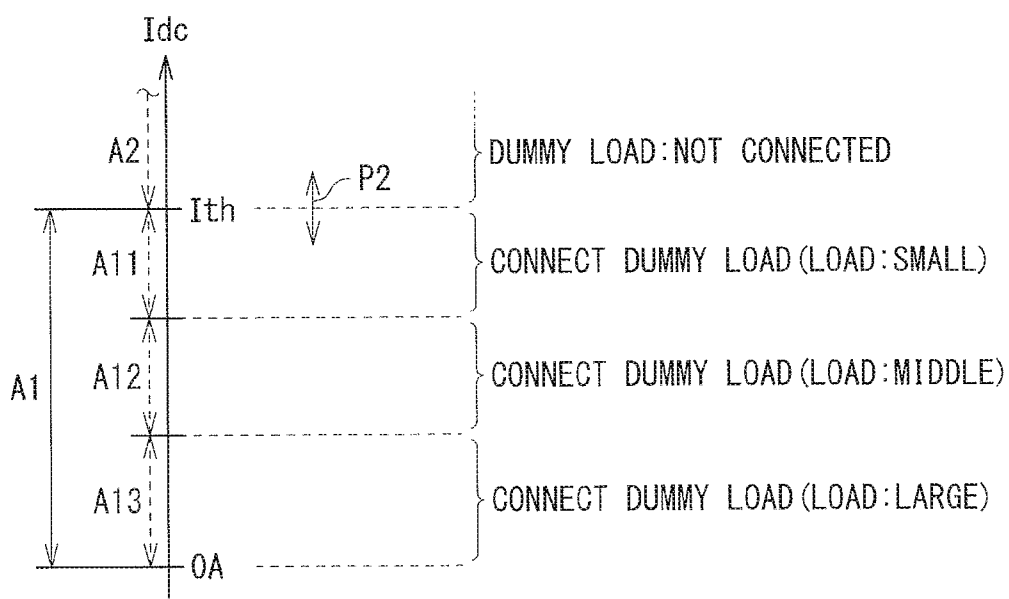 Idc
A2
DUMMY LOAD:NOT CONNECTED
P2
Ith
A11
CONNECT DUMMY LOAD(LOAD:SMALL)
A1
A12
CONNECT DUMMY LOAD(LOAD:MIDDLE)
A13
CONNECT DUMMY LOAD(LOAD:LARGE)
0A